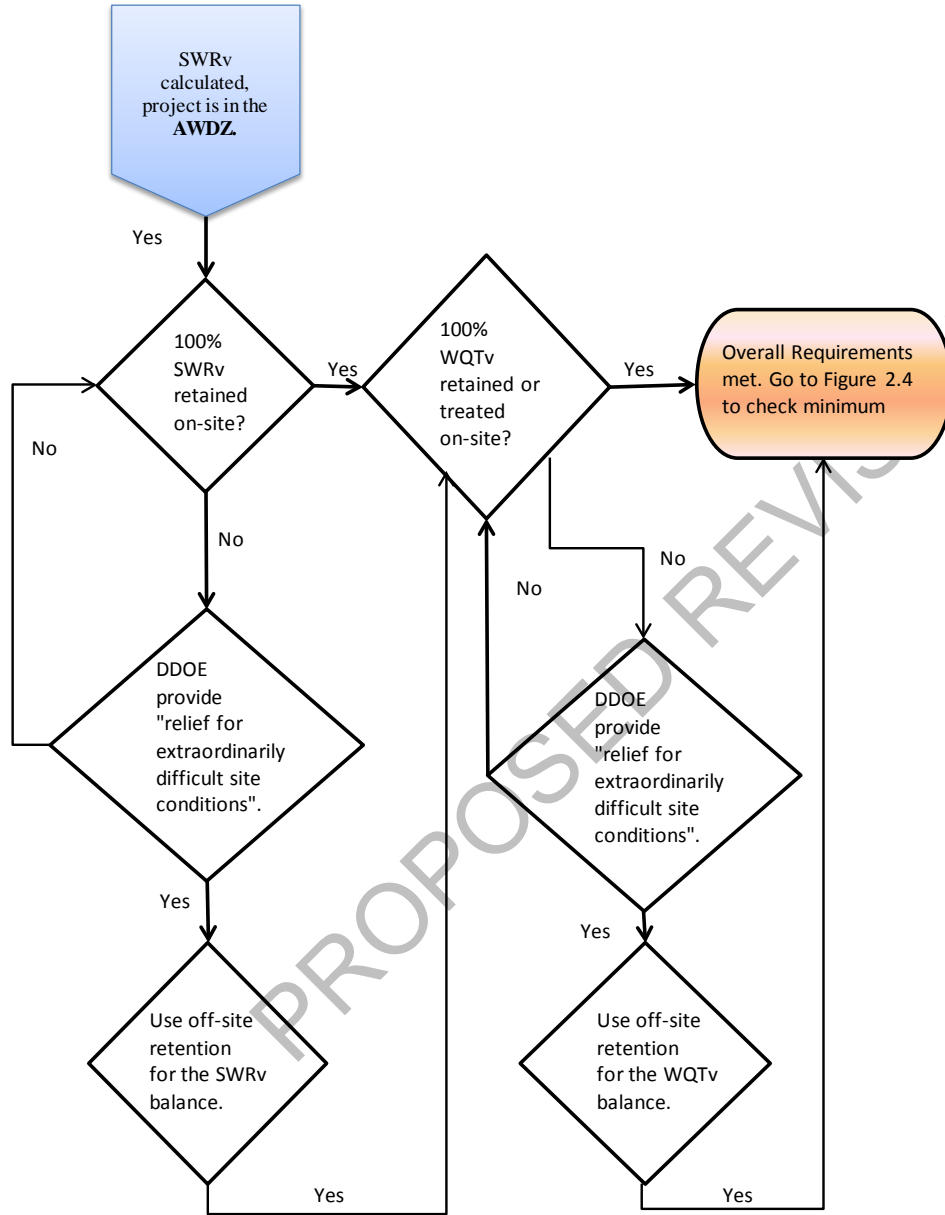 SWRv
calculated,
project is in the
AWDZ.
Yes
100%
SWRv
retained
on-site?
Yes
100%
WQTv
retained or
treated
on-site?
Yes
Overall Requirements
met. Go to Figure 2.4
to check minimum
No
No
No
No
DDOE
provide
"relief for
extraordinarily
difficult site
conditions".
DDOE
provide
"relief for
extraordinarily
difficult site
conditions".
Yes
Yes
Use off-site
retention
for the SWRv
balance.
Use off-site
retention
for the WQTv
balance.
Yes
Yes
PROPOSED REVIS